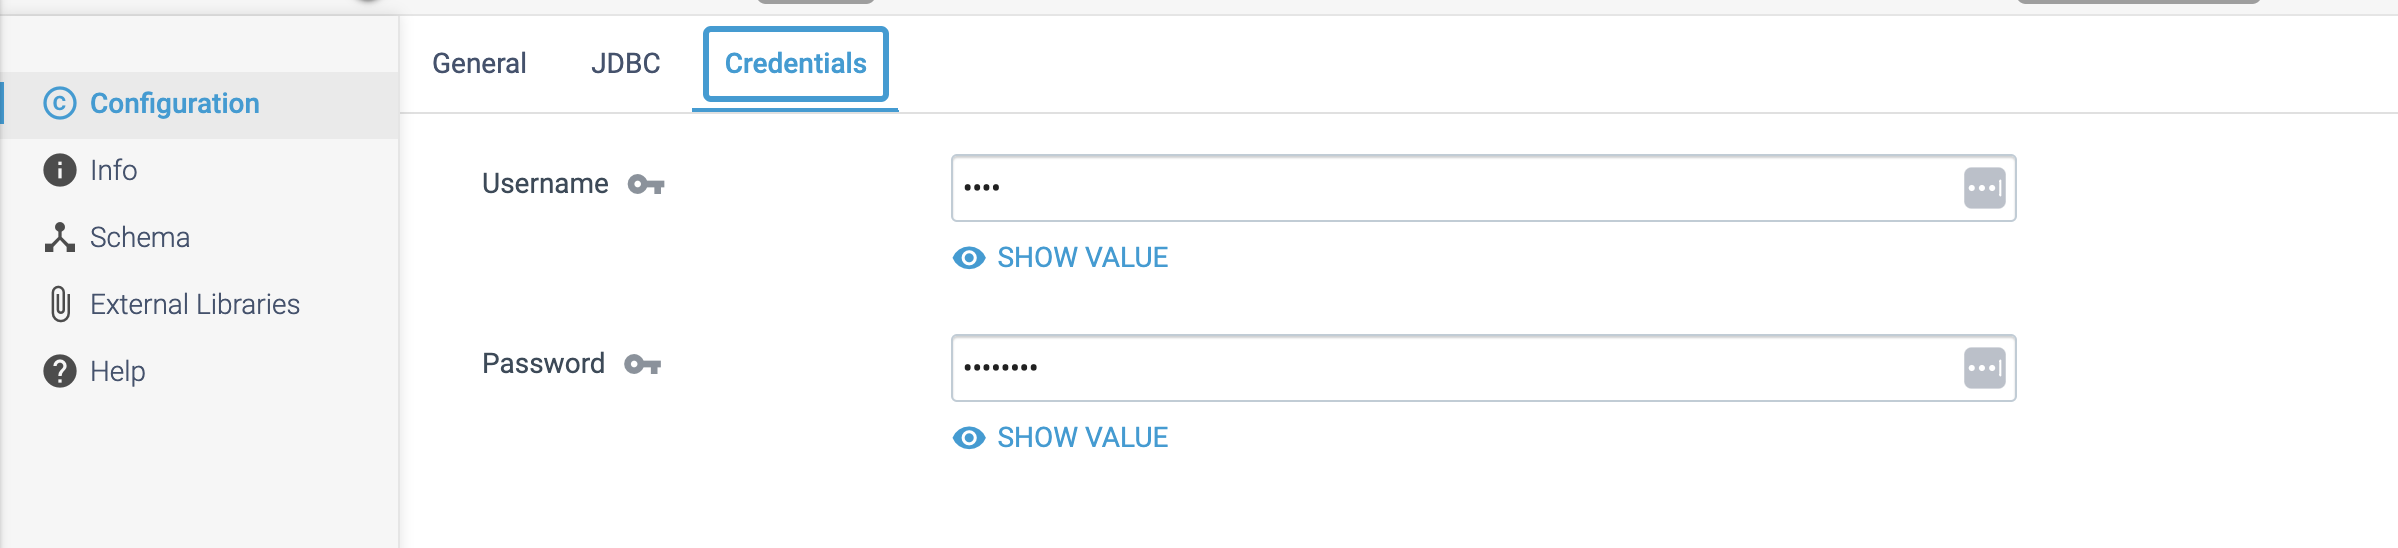 General JDBC Credentials
Configuration
Info
Schema
External Libraries
Help
Username ••••
SHOW VALUE
Password ••••••••
SHOW VALUE